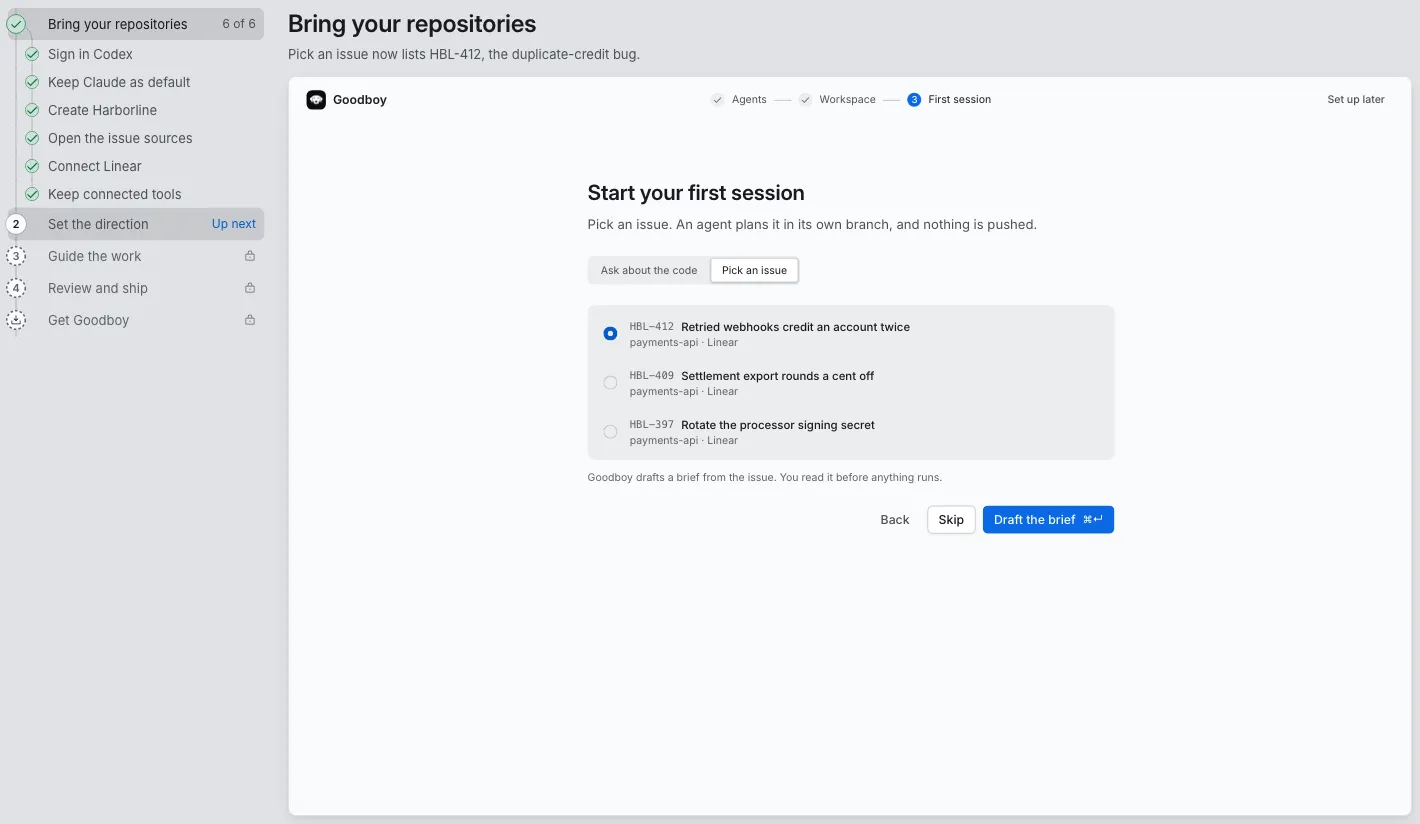 Bring your repositories 6 of 6
Sign in Codex
Keep Claude as default
Create Harborline
Open the issue sources
Connect Linear
Keep connected tools
2 Set the direction Up next
3 Guide the work
4 Review and ship
Get Goodboy
Bring your repositories
Pick an issue now lists HBL-412, the duplicate-credit bug.
Goodboy
Agents Workspace 3 First session
Set up later
Start your first session
Pick an issue. An agent plans it in its own branch, and nothing is pushed.
Ask about the code Pick an issue
HBL-412 Retried webhooks credit an account twice
payments-api · Linear
HBL-409 Settlement export rounds a cent off
payments-api · Linear
HBL-397 Rotate the processor signing secret
payments-api · Linear
Goodboy drafts a brief from the issue. You read it before anything runs.
Back Skip Draft the brief ⌘↵